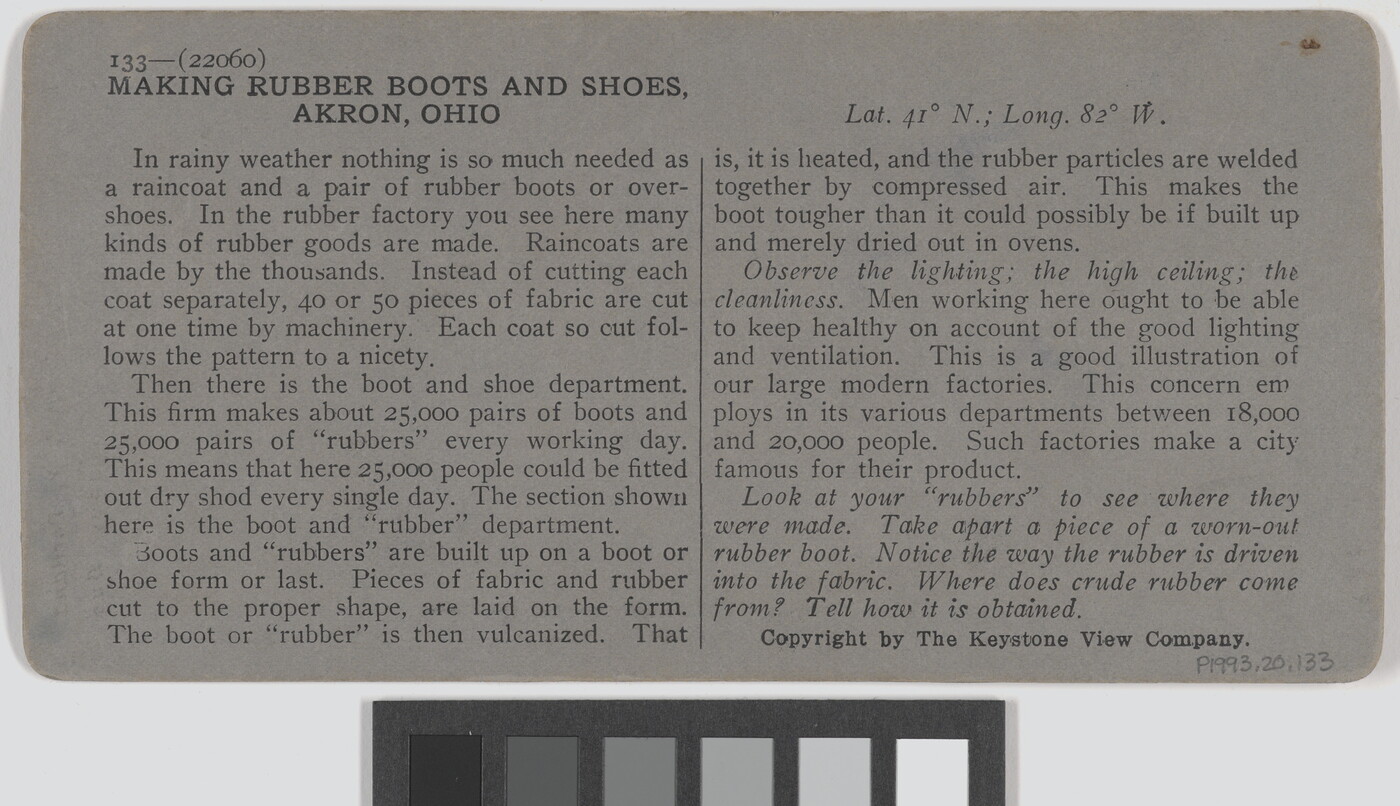 133—(22060)
MAKING RUBBER BOOTS AND SHOES,
AKRON, OHIO
Lat. 41° N.; Long. 82° W.
In rainy weather nothing is so much needed as
a raincoat and a pair of rubber boots or over-
shoes. In the rubber factory you see here many
kinds of rubber goods are made. Raincoats are
made by the thousands. Instead of cutting each
coat separately, 40 or 50 pieces of fabric are cut
at one time by machinery. Each coat so cut fol-
lows the pattern to a nicety.
Then there is the boot and shoe department.
This firm makes about 25,000 pairs of boots and
25,000 pairs of “rubbers” every working day.
This means that here 25,000 people could be fitted
out dry shod every single day. The section shown
here is the boot and “rubber” department.
Boots and “rubbers” are built up on a boot or
shoe form or last. Pieces of fabric and rubber
cut to the proper shape, are laid on the form.
The boot or “rubber” is then vulcanized. That
is, it is heated, and the rubber particles are welded
together by compressed air. This makes the
boot tougher than it could possibly be if built up
and merely dried out in ovens.
Observe the lighting; the high ceiling; the
cleanliness. Men working here ought to be able
to keep healthy on account of the good lighting
and ventilation. This is a good illustration of
our large modern factories. This concern em
ploys in its various departments between 18,000
and 20,000 people. Such factories make a city
famous for their product.
Look at your “rubbers” to see where they
were made. Take apart a piece of a worn-out
rubber boot. Notice the way the rubber is driven
into the fabric. Where does crude rubber come
from? Tell how it is obtained.
Copyright by The Keystone View Company.
P1993.20.133